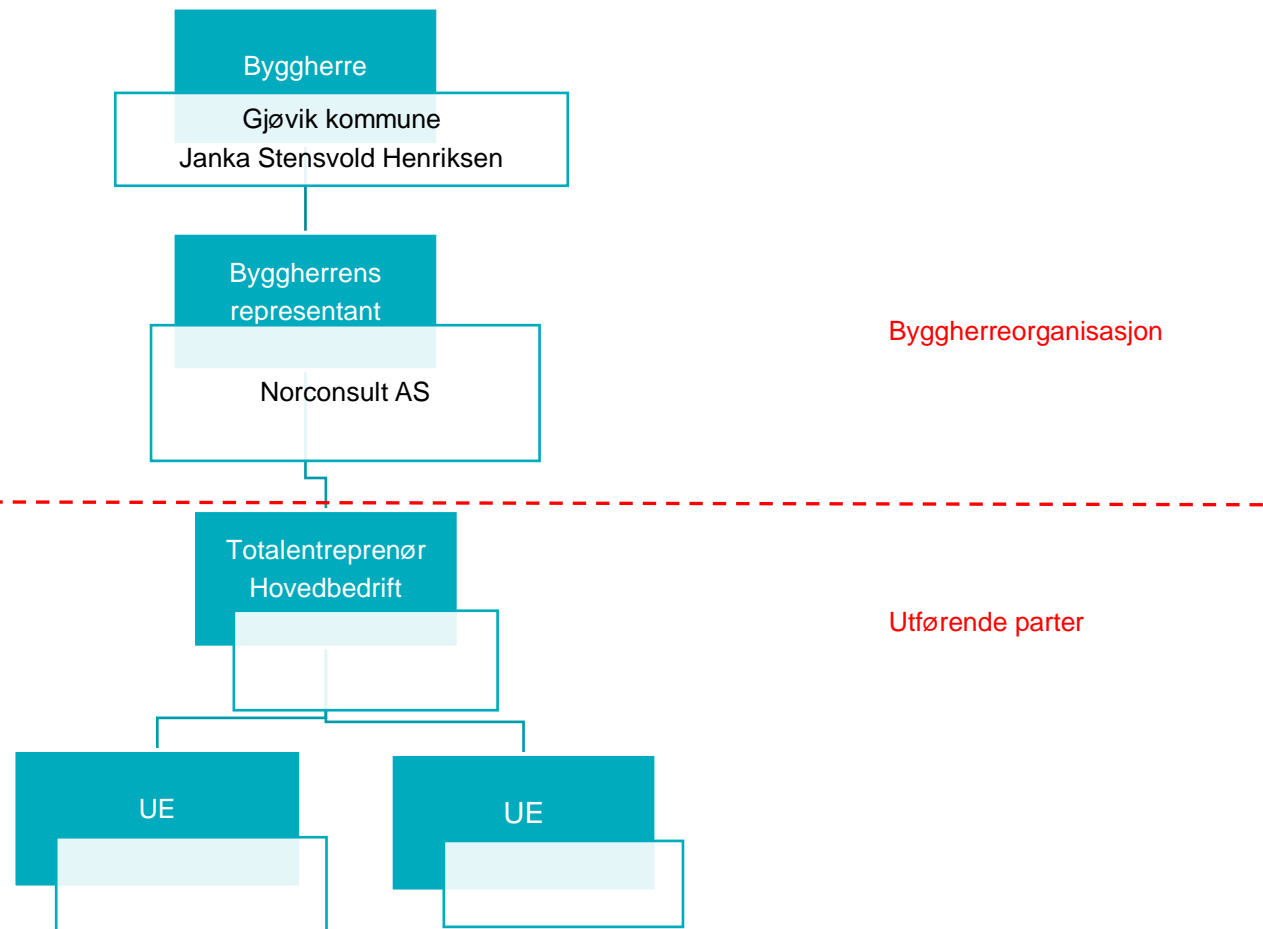 Byggherre
Gjøvik kommune
Janka Stensvold Henriksen
Byggherrens
representant
Norconsult AS
Byggherreorganisasjon
Totalentreprenør
Hovedbedrift
Utførende parter
UE
UE